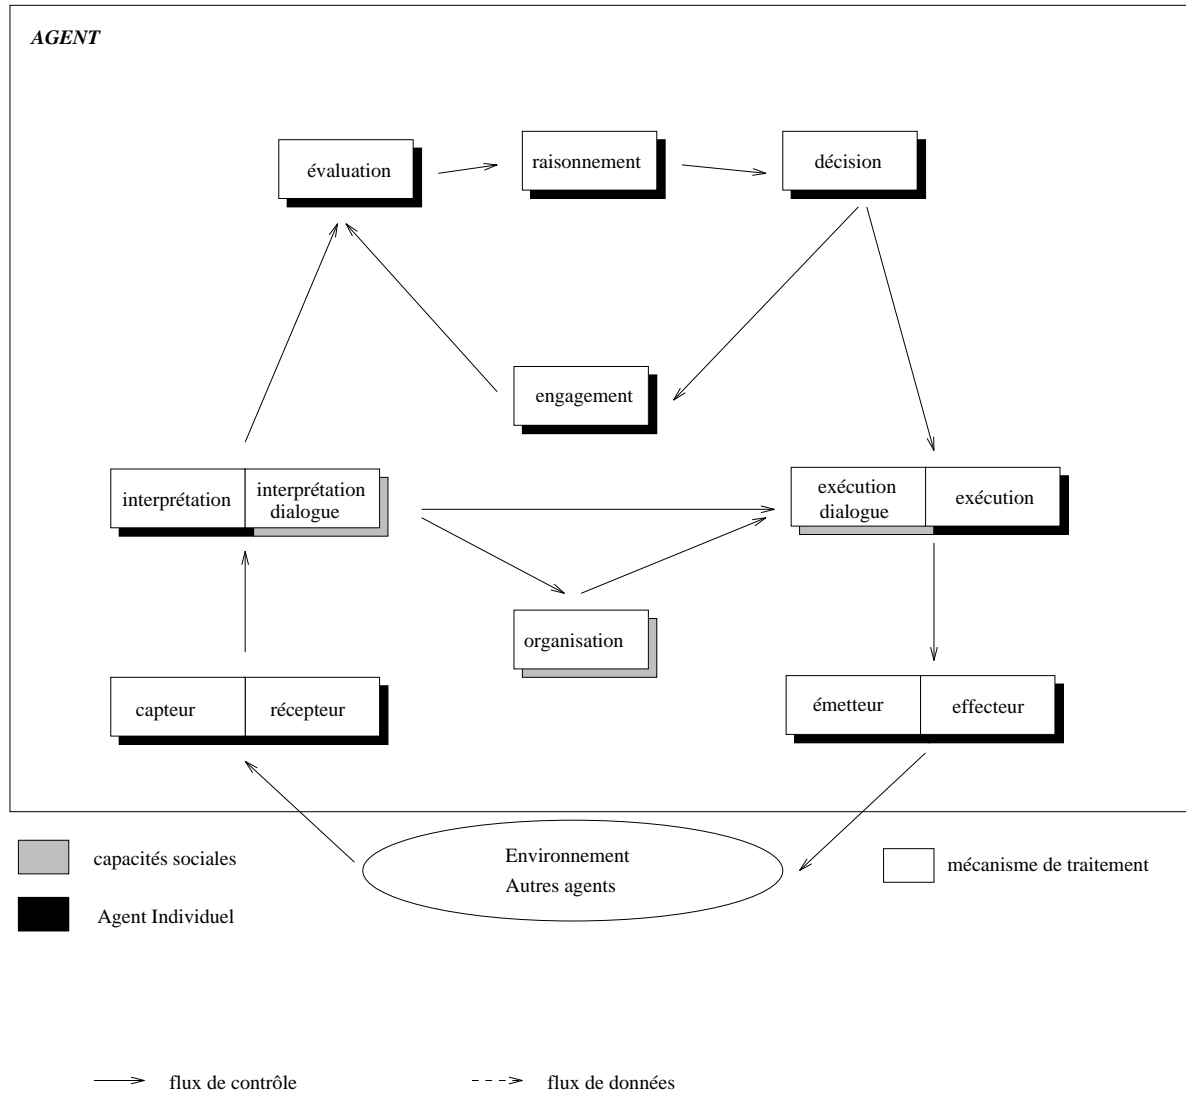 AGENT
évaluation
raisonnement
décision
engagement
interprétation
interprétation
dialogue
exécution
dialogue
exécution
organisation
capteur
récepteur
émetteur
effecteur
Environnement
Autres agents
capacités sociales
Agent Individuel
mécanisme de traitement
flux de contrôle
flux de données